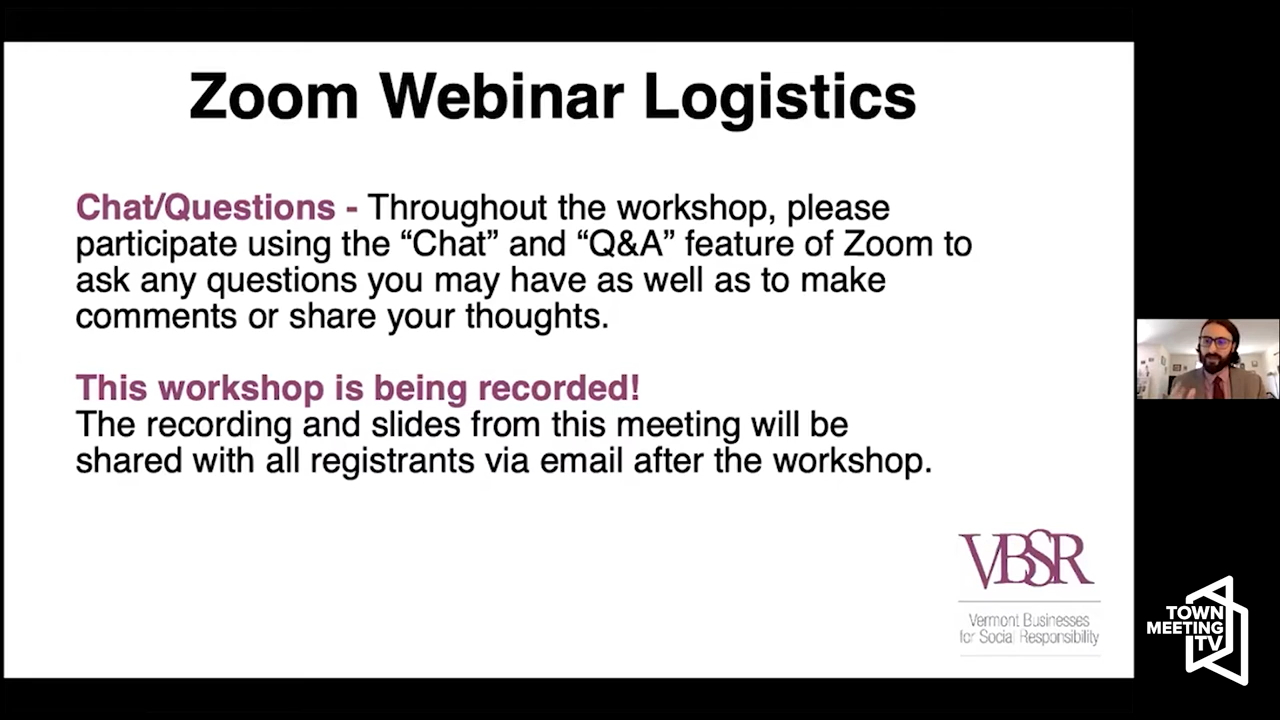 Zoom Webinar Logistics
Chat/Questions - Throughout the workshop, please
participate using the “Chat” and “Q&A” feature of Zoom to
ask any questions you may have as well as to make
comments or share your thoughts.
This workshop is being recorded!
The recording and slides from this meeting will be
shared with all registrants via email after the workshop.
VBSR
Vermont Businesses
for Social Responsibility
TOWN
MEETING
TV